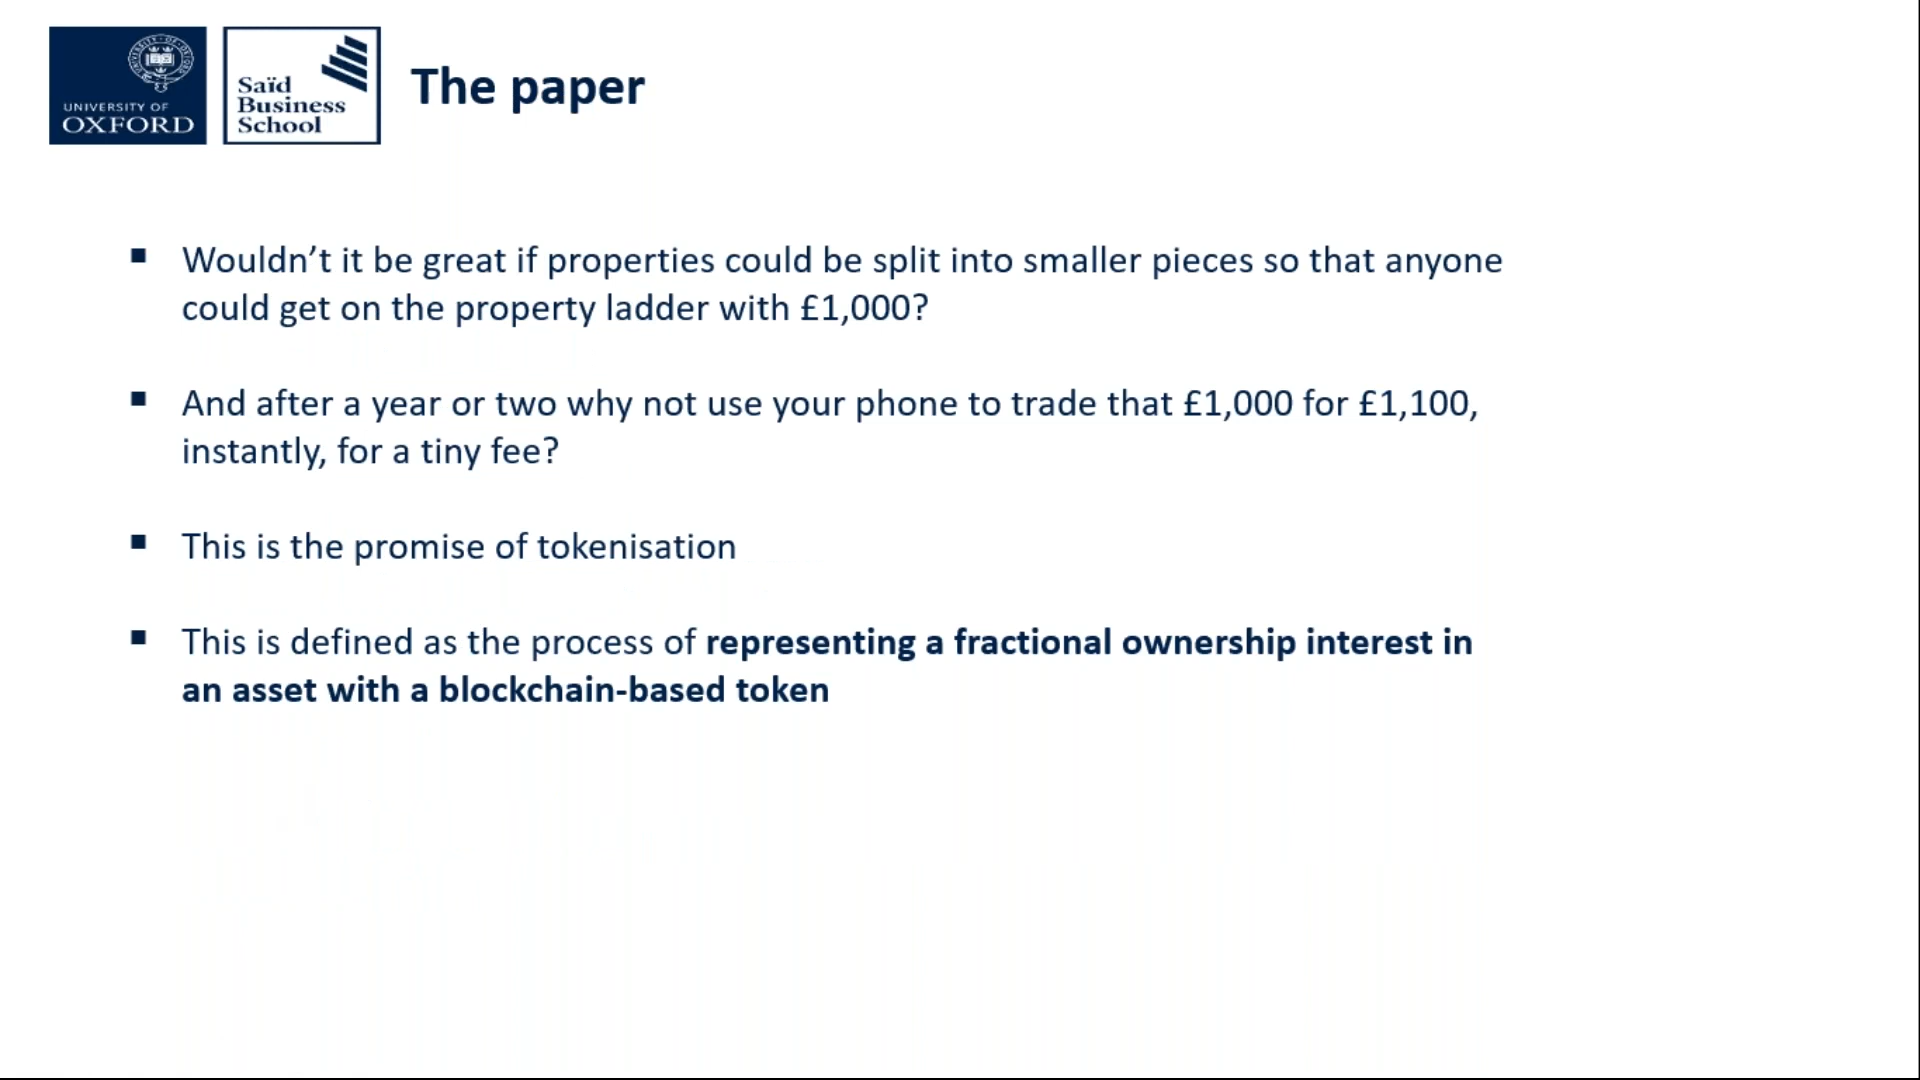 UNIVERSITY OF
OXFORD
Saïd
Business
School
The paper
Wouldn’t it be great if properties could be split into smaller pieces so that anyone
could get on the property ladder with £1,000?
And after a year or two why not use your phone to trade that £1,000 for £1,100,
instantly, for a tiny fee?
This is the promise of tokenisation
This is defined as the process of representing a fractional ownership interest in
an asset with a blockchain-based token